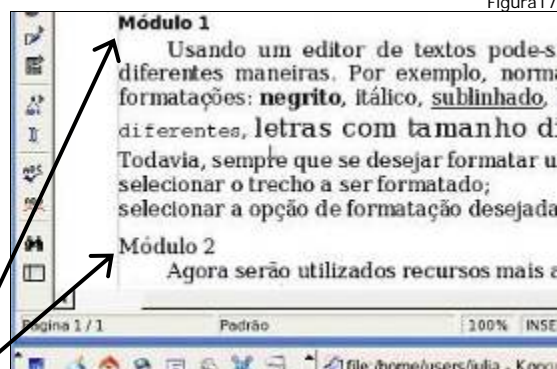 Figura17
Módulo 1
Usando um editor de textos pode-s
diferentes maneiras. Por exemplo, norma
formatações: negrito, itálico, sublinhado,
diferentes, letras com tamanho di
Todavia, sempre que se desejar formatar u
selecionar o trecho a ser formatado;
selecionar a opção de formatação desejada
Módulo 2
Agora serão utilizados recursos mais a
Página 1 / 1 Padrão 100% INSE
file:/home/users/julia - Konqu